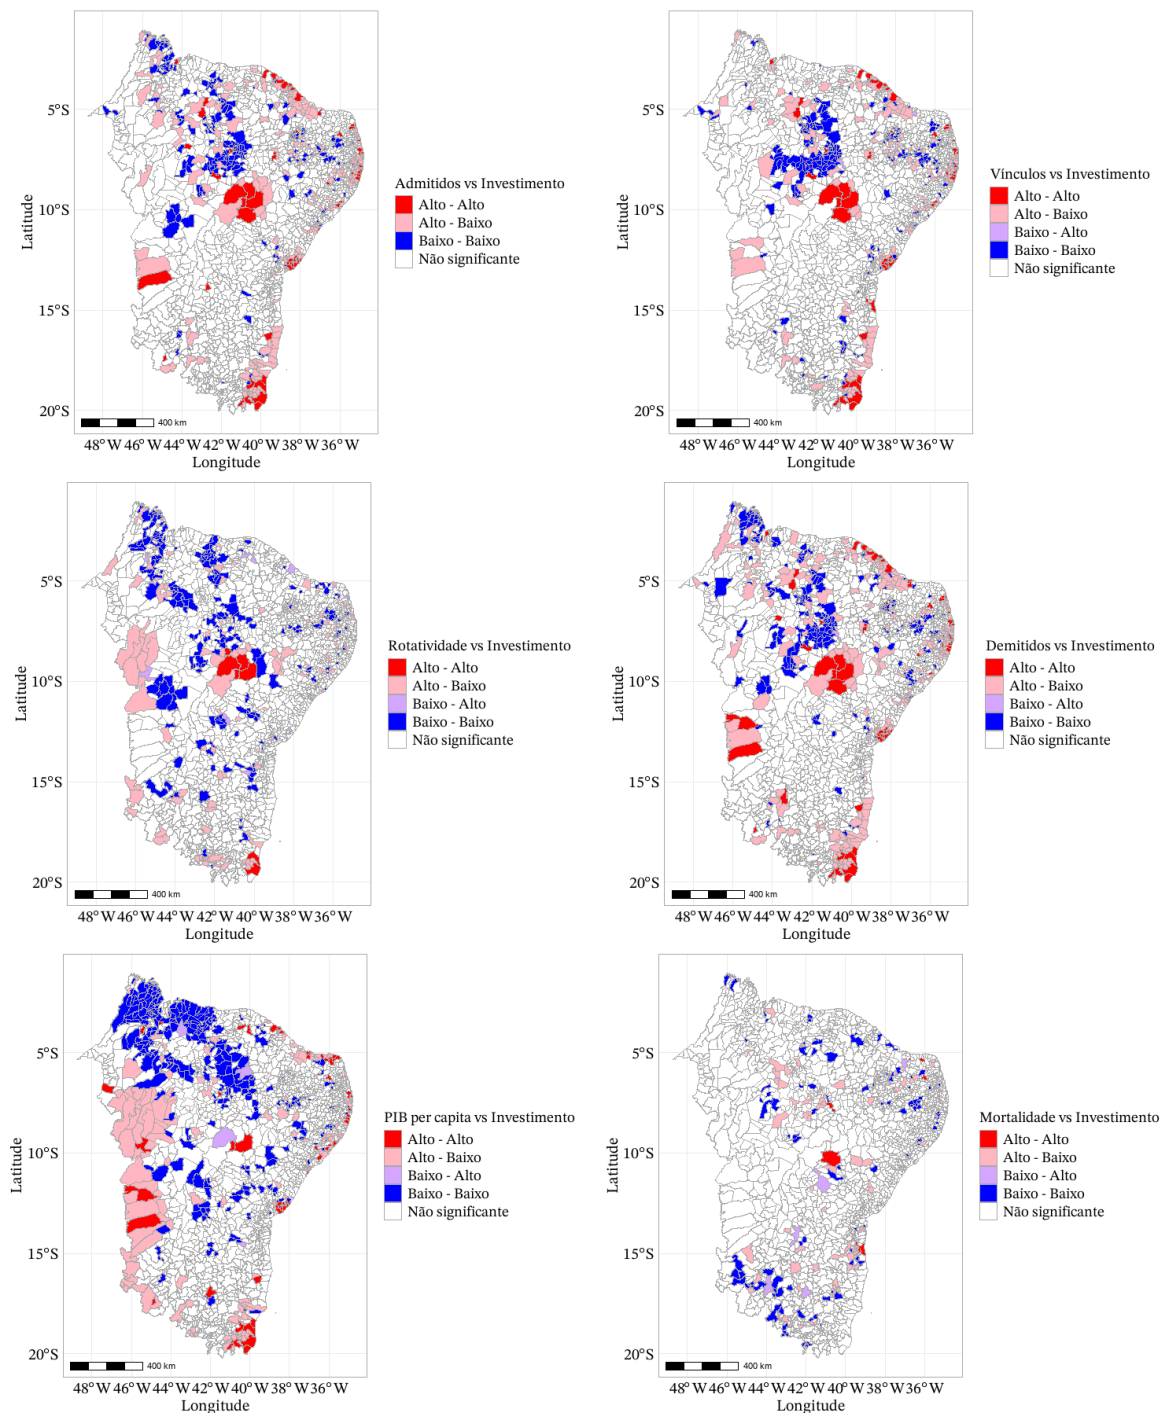 5°S
10°S
15°S
20°S
Latitude
400 km
48°W 46°W 44°W 42°W 40°W 38°W 36°W
Longitude
Admitidos vs Investimento
Alto - Alto
Alto - Baixo
Baixo - Baixo
Não significante
5°S
10°S
15°S
20°S
Latitude
400 km
48°W 46°W 44°W 42°W 40°W 38°W 36°W
Longitude
Vínculos vs Investimento
Alto - Alto
Alto - Baixo
Baixo - Alto
Baixo - Baixo
Não significante
5°S
10°S
15°S
20°S
Latitude
400 km
48°W 46°W 44°W 42°W 40°W 38°W 36°W
Longitude
Rotatividade vs Investimento
Alto - Alto
Alto - Baixo
Baixo - Alto
Baixo - Baixo
Não significante
5°S
10°S
15°S
20°S
Latitude
400 km
48°W 46°W 44°W 42°W 40°W 38°W 36°W
Longitude
Demitidos vs Investimento
Alto - Alto
Alto - Baixo
Baixo - Alto
Baixo - Baixo
Não significante
5°S
10°S
15°S
20°S
Latitude
400 km
48°W 46°W 44°W 42°W 40°W 38°W 36°W
Longitude
PIB per capita vs Investimento
Alto - Alto
Alto - Baixo
Baixo - Alto
Baixo - Baixo
Não significante
5°S
10°S
15°S
20°S
Latitude
400 km
48°W 46°W 44°W 42°W 40°W 38°W 36°W
Longitude
Mortalidade vs Investimento
Alto - Alto
Alto - Baixo
Baixo - Alto
Baixo - Baixo
Não significante